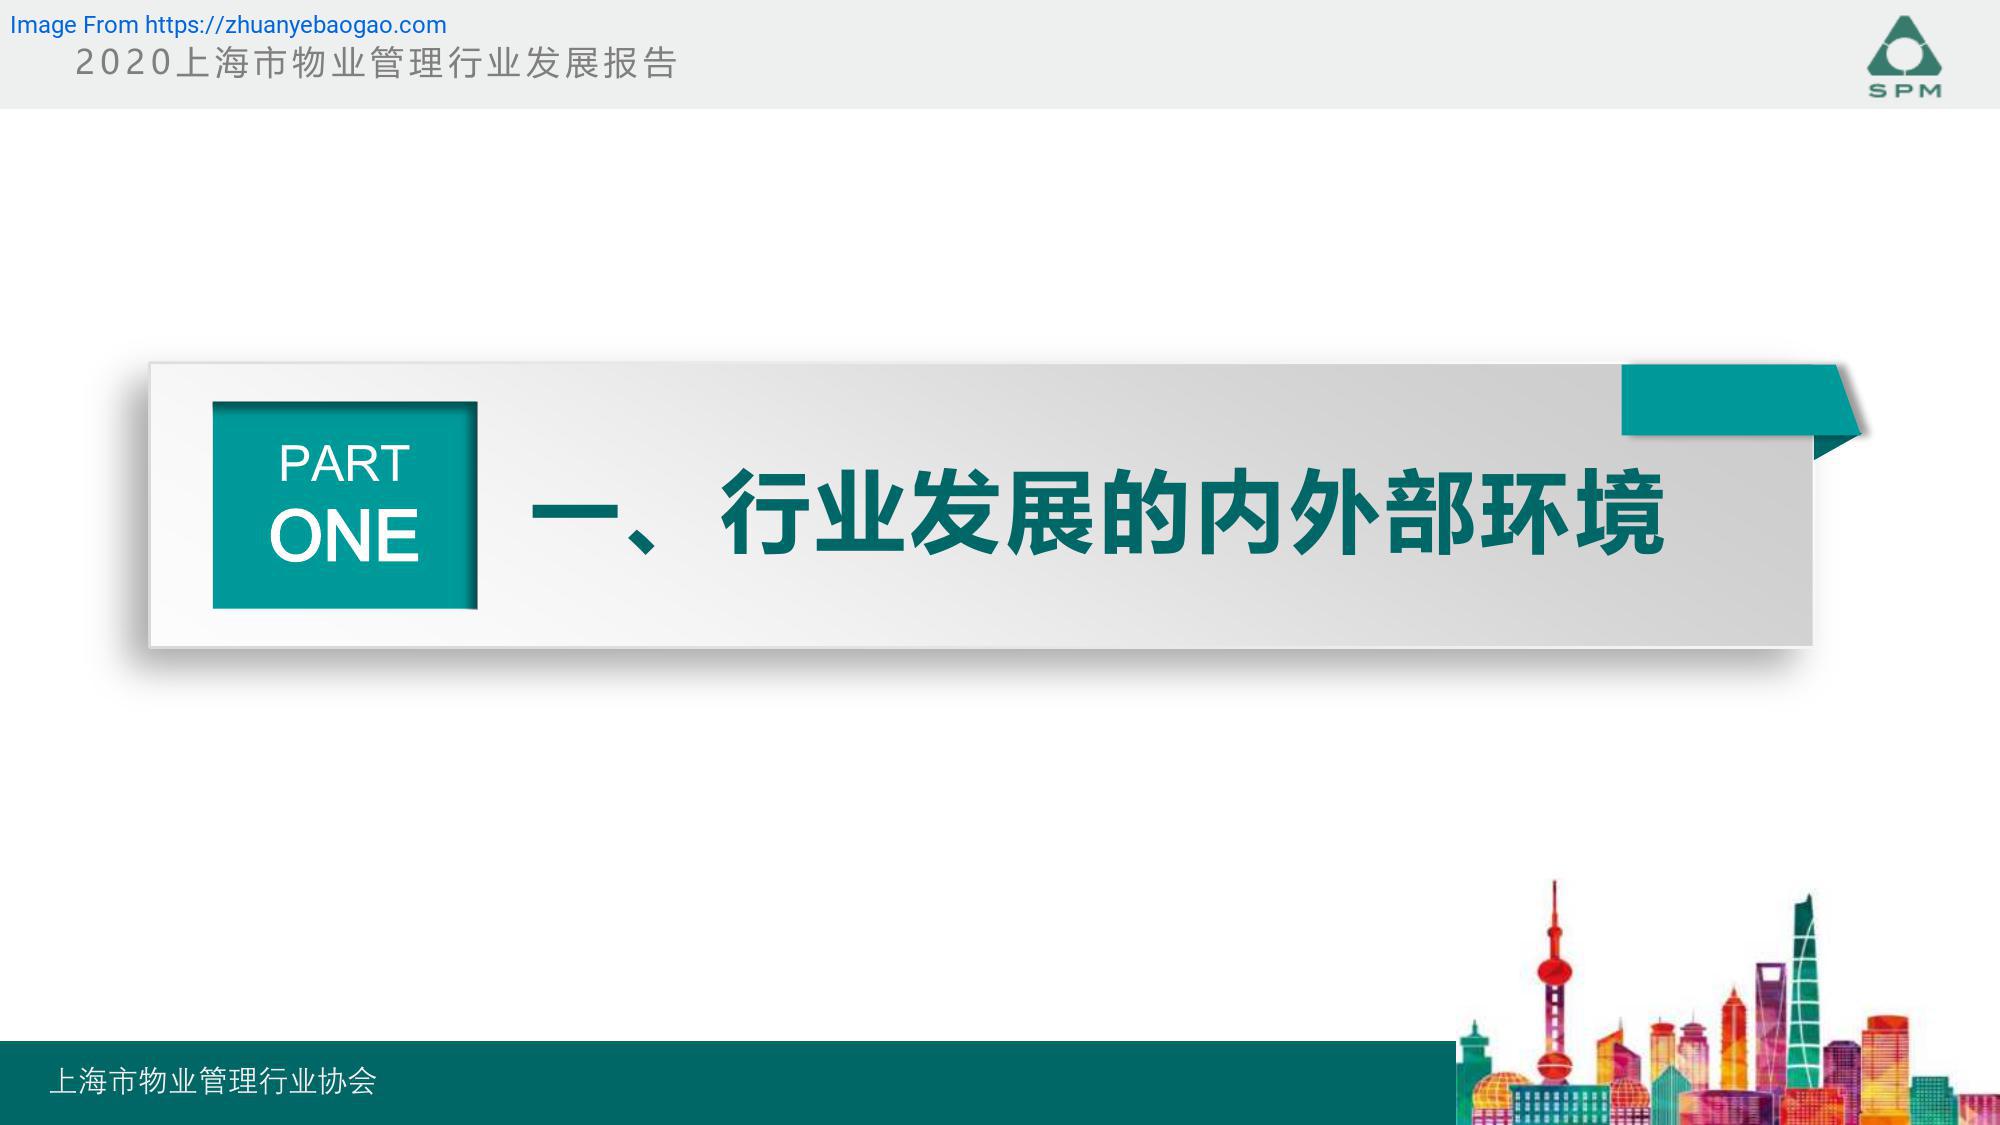 Image From https://zhuanyebaogao.com
2020上海市物业管理行业发展报告
SPM
PART
ONE
一、行业发展的内外部环境
上海市物业管理行业协会